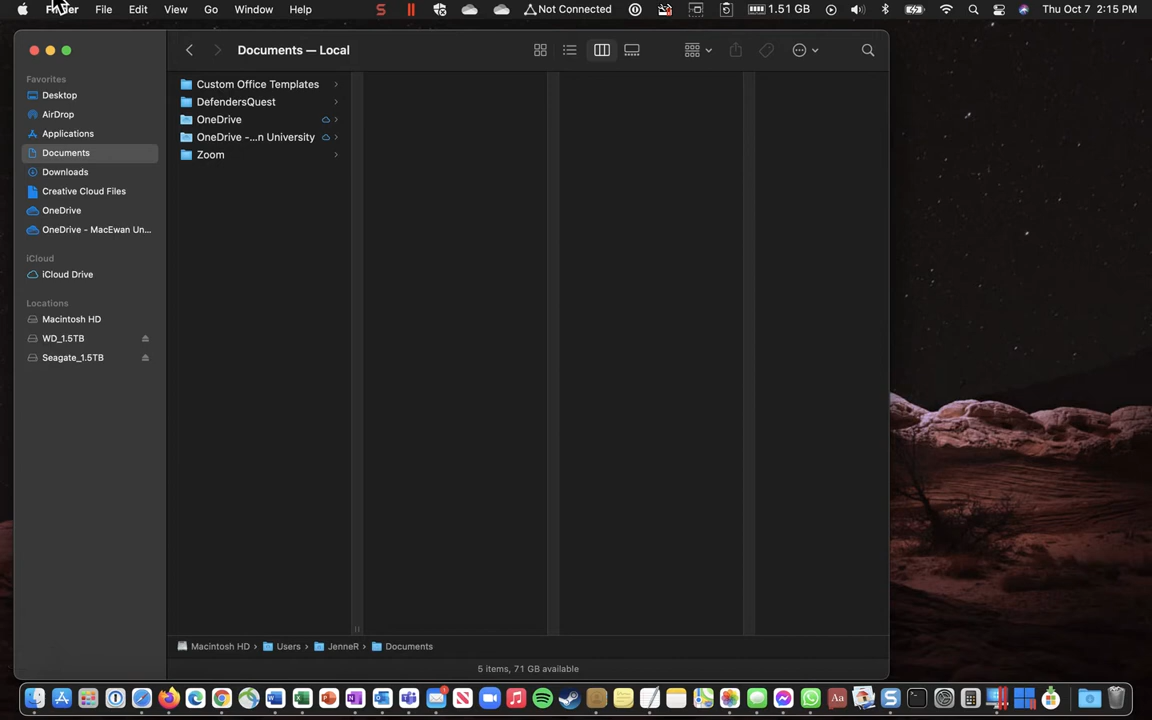 Finder File Edit View Go Window Help Not Connected 1.51 GB Thu Oct 7 2:15 PM
Documents — Local
Favorites
Desktop
AirDrop
Applications
Documents
Downloads
Creative Cloud Files
OneDrive
OneDrive - MacEwan Un...
iCloud
iCloud Drive
Locations
Macintosh HD
WD_1.5TB
Seagate_1.5TB
Custom Office Templates
DefendersQuest
OneDrive
OneDrive -...n University
Zoom
Macintosh HD › Users › JenneR › Documents
5 items, 71 GB available